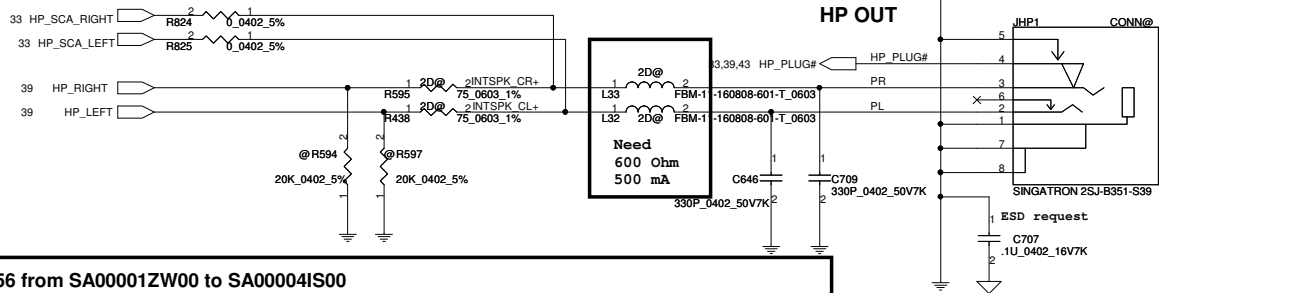 HP OUT
33 HP_SCA_RIGHT
R824
2 1
0_0402_5%
33 HP_SCA_LEFT
R825
2 1
0_0402_5%
39 HP_RIGHT
R595
1 2D@ 2
75_0603_1%
INTSPK_CR+
39 HP_LEFT
R438
1 2D@ 2
75_0603_1%
INTSPK_CL+
2D@
1 2
L33
FBM-11-160808-601-T_0603
L32
1 2
2D@
FBM-11-160808-601-T_0603
Need
600 Ohm
500 mA
33,39,43 HP_PLUG#
HP_PLUG#
PR
PL
2
@ R594
20K_0402_5%
1
2
@R597
20K_0402_5%
1
1
C646
330P_0402_50V7K
2
1
C709
330P_0402_50V7K
2
JHP1
CONN@
5
4
3
6
2
1
7
8
SINGATRON 2SJ-B351-S39
1
ESD request
C707
.1U_0402_16V7K
2
56 from SA00001ZW00 to SA00004IS00